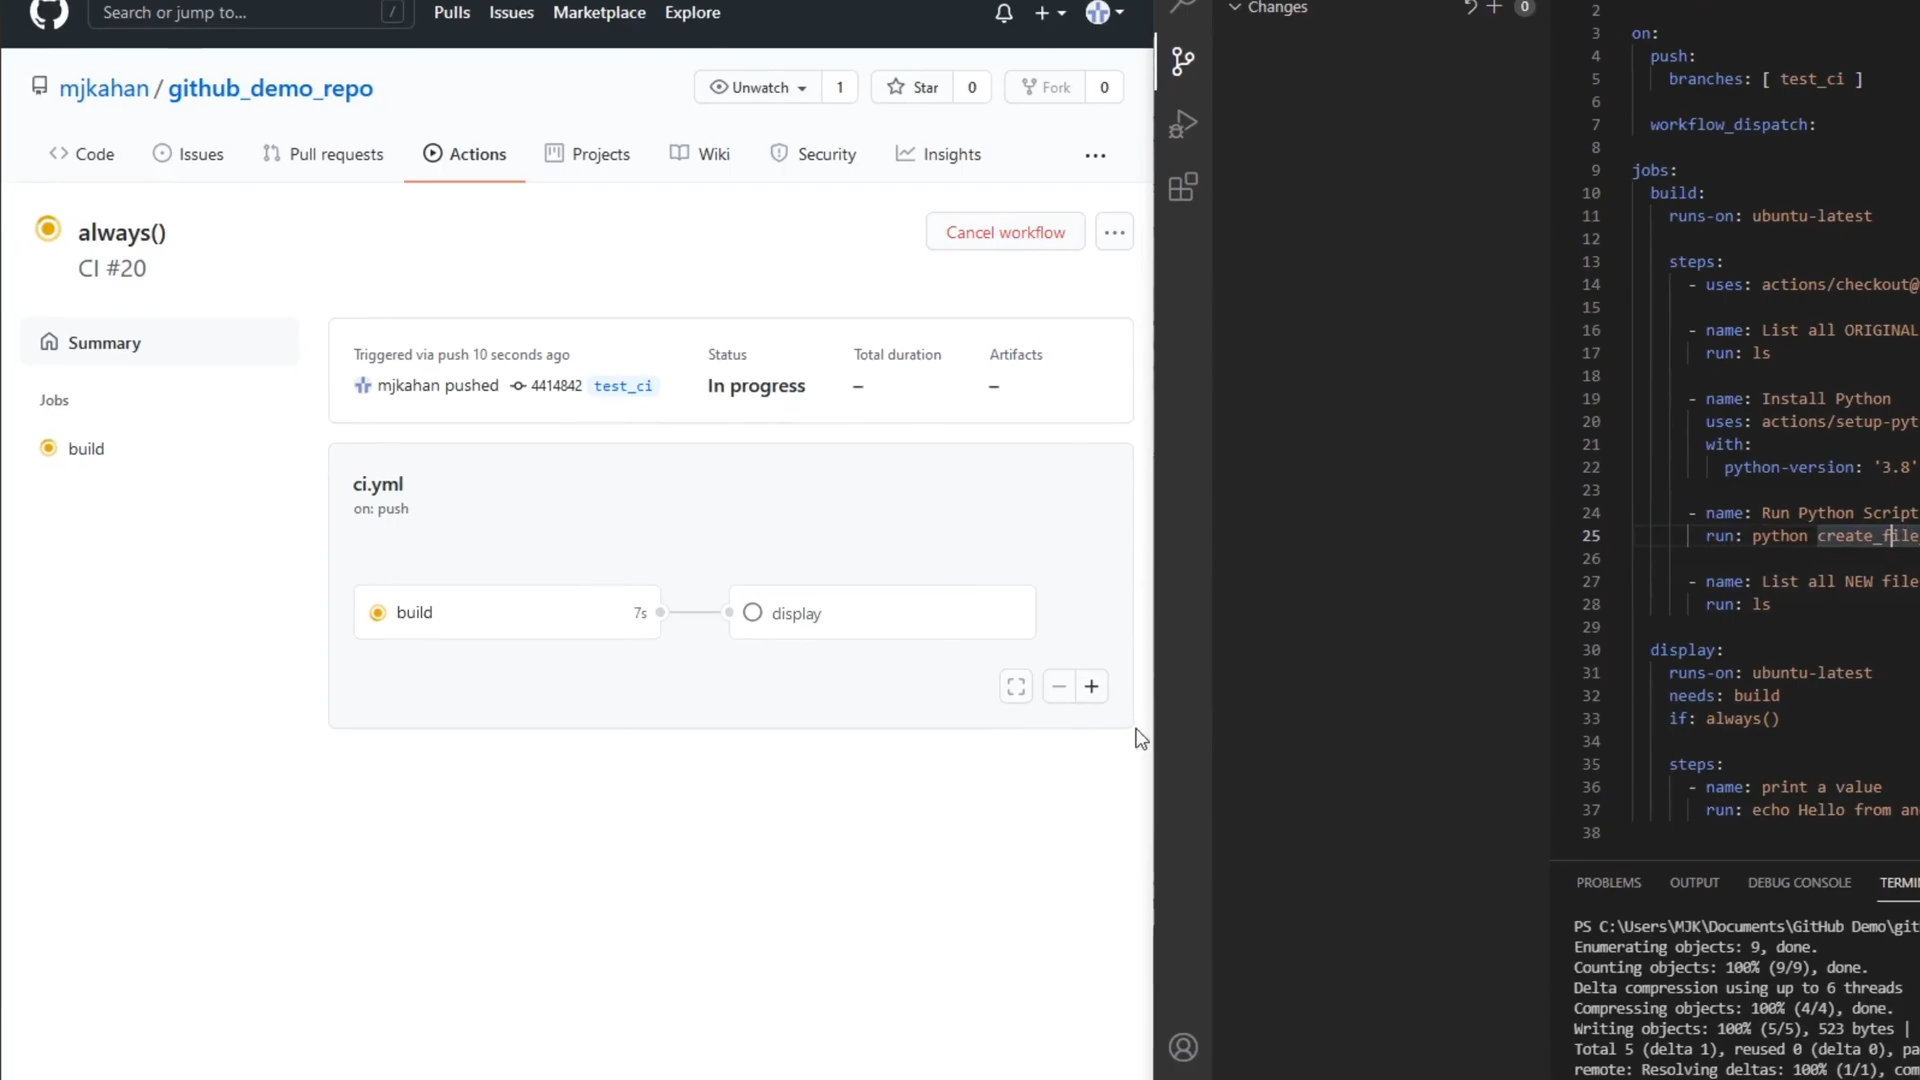 Search or jump to... /
Pulls Issues Marketplace Explore
mjkahan / github_demo_repo
Unwatch 1
Star 0
Fork 0
Code Issues Pull requests Actions Projects Wiki Security Insights
always()
CI #20
Cancel workflow
Summary
Jobs
build
Triggered via push 10 seconds ago
mjkahan pushed 4414842 test_ci
Status
In progress
Total duration
–
Artifacts
–
ci.yml
on: push
build 7s
display
Changes 0
2
3 on:
4 push:
5 branches: [ test_ci ]
6
7 workflow_dispatch:
8
9 jobs:
10 build:
11 runs-on: ubuntu-latest
12
13 steps:
14 - uses: actions/checkout@
15
16 - name: List all ORIGINAL
17 run: ls
18
19 - name: Install Python
20 uses: actions/setup-pyt
21 with:
22 python-version: '3.8'
23
24 - name: Run Python Script
25 run: python create_file
26
27 - name: List all NEW file
28 run: ls
29
30 display:
31 runs-on: ubuntu-latest
32 needs: build
33 if: always()
34
35 steps:
36 - name: print a value
37 run: echo Hello from an
38
PROBLEMS OUTPUT DEBUG CONSOLE TERMI
PS C:\Users\MJK\Documents\GitHub Demo\git
Enumerating objects: 9, done.
Counting objects: 100% (9/9), done.
Delta compression using up to 6 threads
Compressing objects: 100% (4/4), done.
Writing objects: 100% (5/5), 523 bytes |
Total 5 (delta 1), reused 0 (delta 0), pa
remote: Resolving deltas: 100% (1/1), com